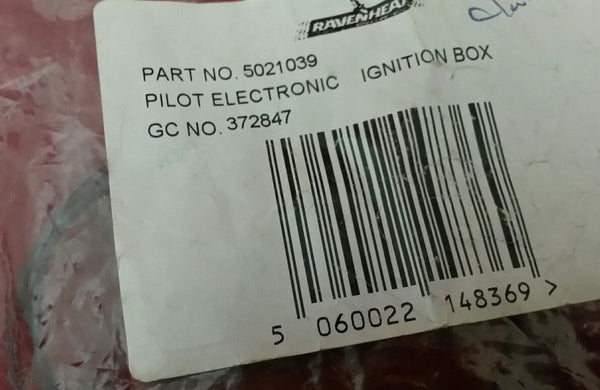 RAVENHEAT
PART NO. 5021039
PILOT ELECTRONIC IGNITION BOX
GC NO. 372847
5 060022 148369 >